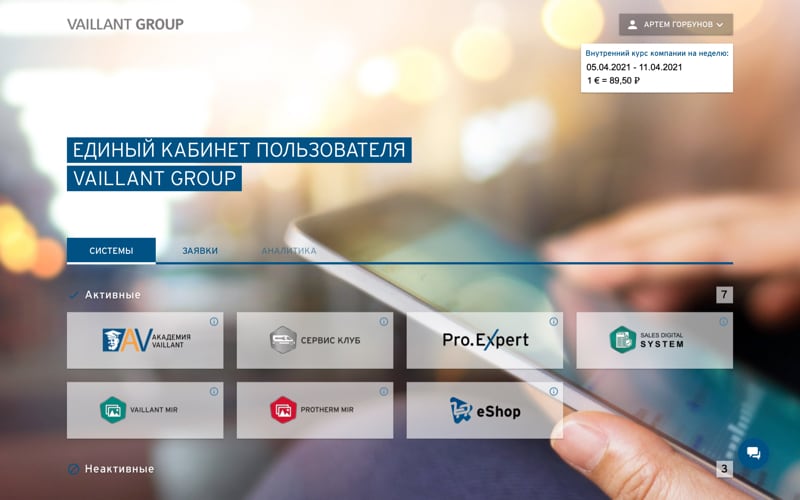 VAILLANT GROUP
АРТЕМ ГОРБУНОВ
Внутренний курс компании на неделю:
05.04.2021 - 11.04.2021
1 € = 89,50 ₽
ЕДИНЫЙ КАБИНЕТ ПОЛЬЗОВАТЕЛЯ
VAILLANT GROUP
СИСТЕМЫ
ЗАЯВКИ
АНАЛИТИКА
Активные
7
AV АКАДЕМИЯ
VAILLANT
СЕРВИС КЛУБ
Pro.Expert
SALES DIGITAL
SYSTEM
VAILLANT MIR
PROTHERM MIR
eShop
Неактивные
3